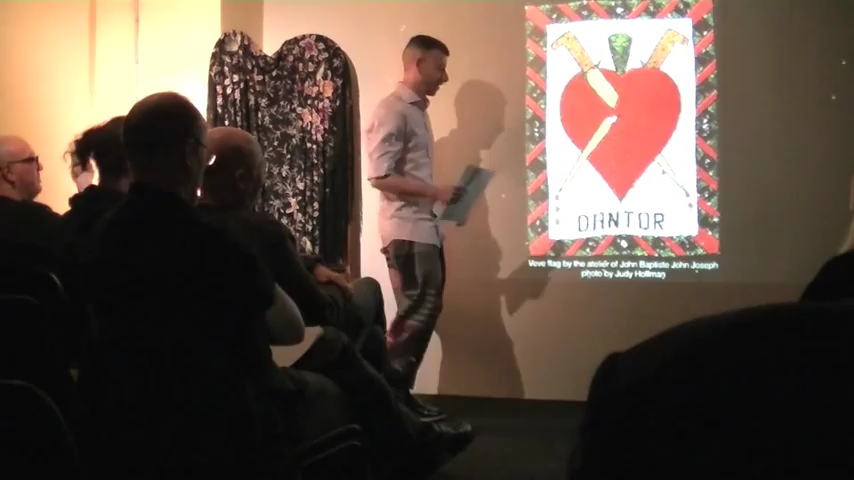 DANTOR
Veve flag by the atelier of John Baptiste John Joseph
photo by Judy Hoffman